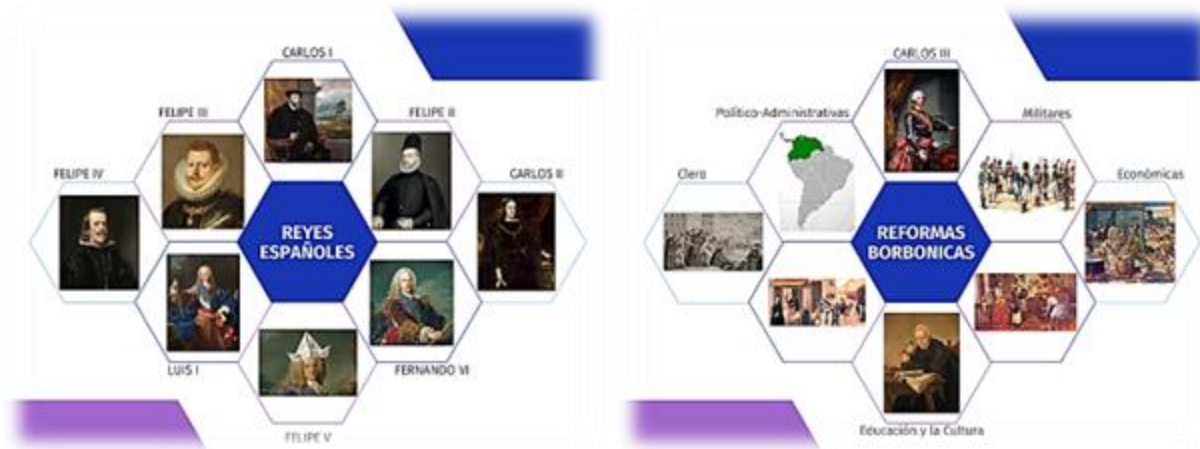 CARLOS I
FELIPE III
FELIPE II
FELIPE IV
CARLOS II
REYES
ESPAÑOLES
LUIS I
FERNANDO VI
FELIPE V
CARLOS III
Político-Administrativas
Militares
Clero
Económicas
REFORMAS
BORBONICAS
Educación y la Cultura